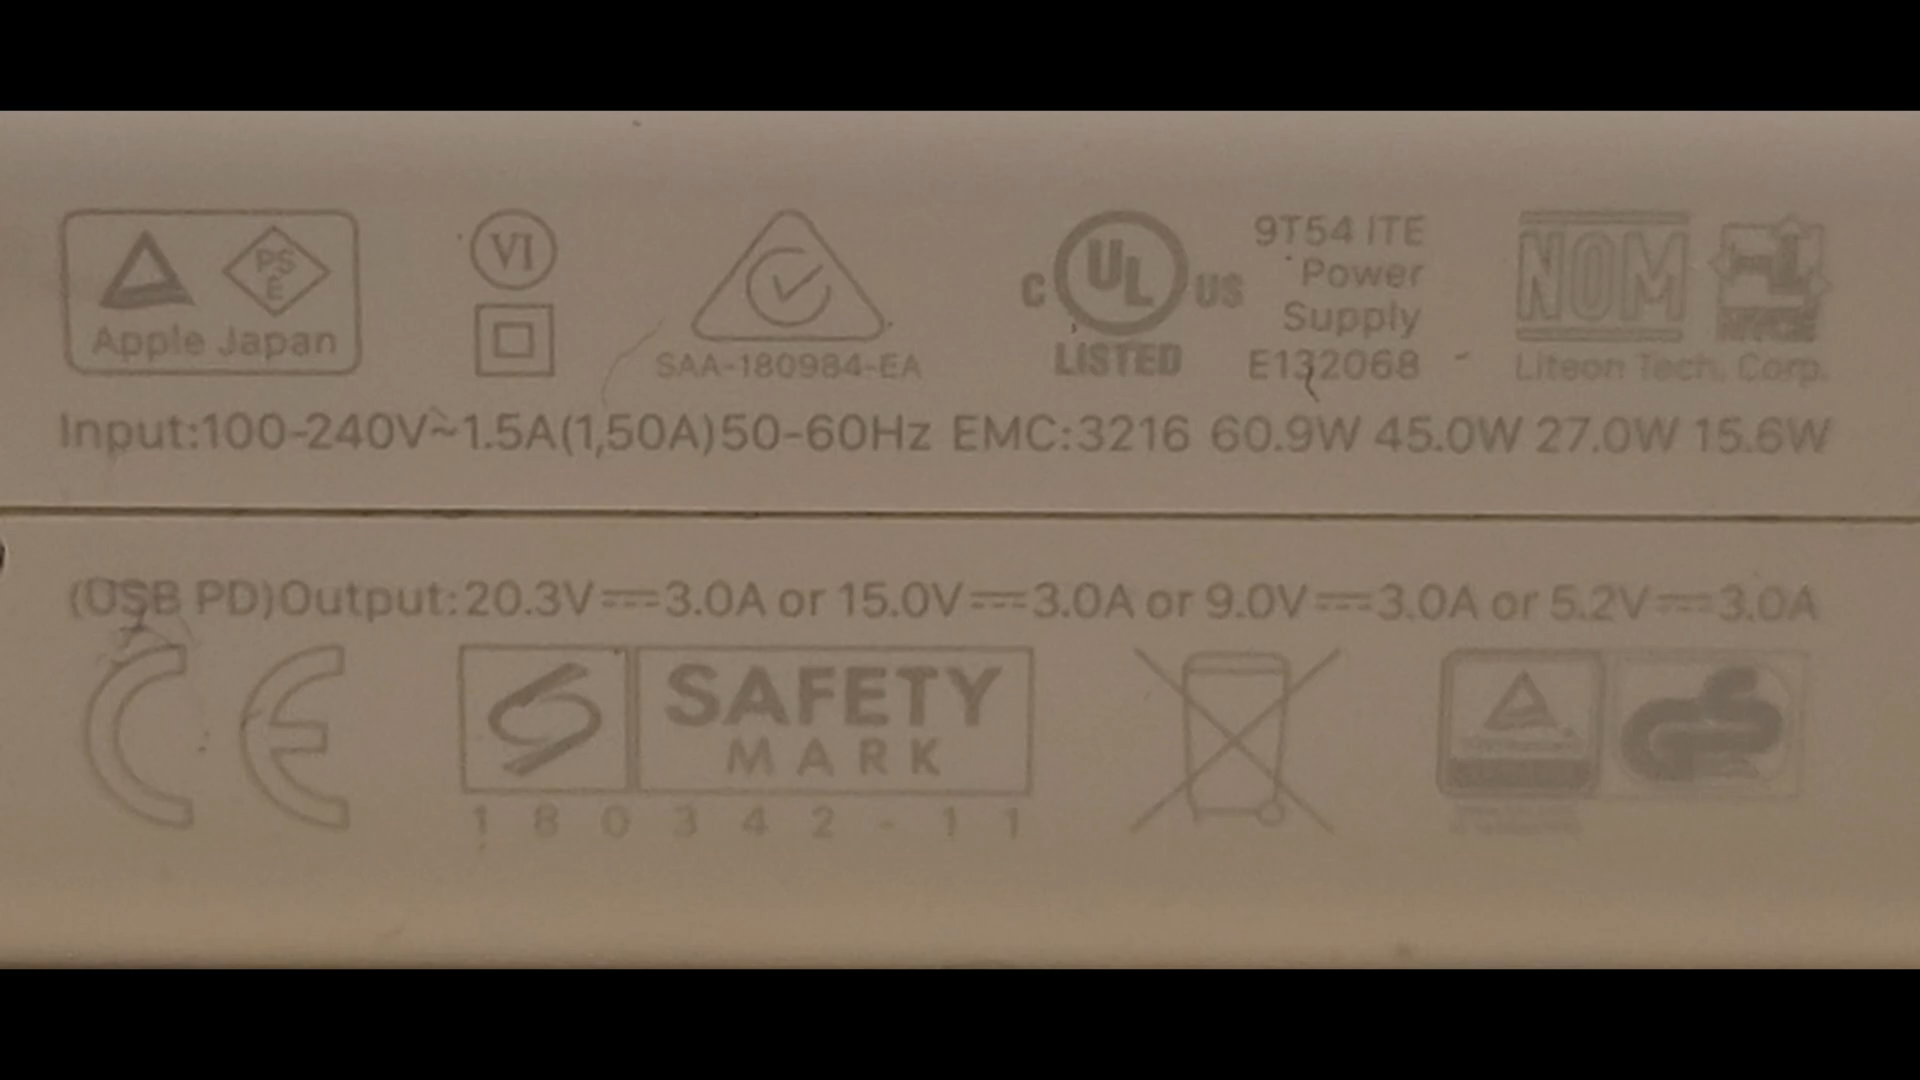 PS
E
Apple Japan
VI
SAA-180984-EA
C UL US
LISTED
9T54 ITE
Power
Supply
E132068
NOM
NYCE
Liteon Tech. Corp.
Input:100-240V~1.5A(1,50A)50-60Hz EMC:3216 60.9W 45.0W 27.0W 15.6W
(USB PD)Output:20.3V⎓3.0A or 15.0V⎓3.0A or 9.0V⎓3.0A or 5.2V⎓3.0A
CE
SAFETY
MARK
180342-11